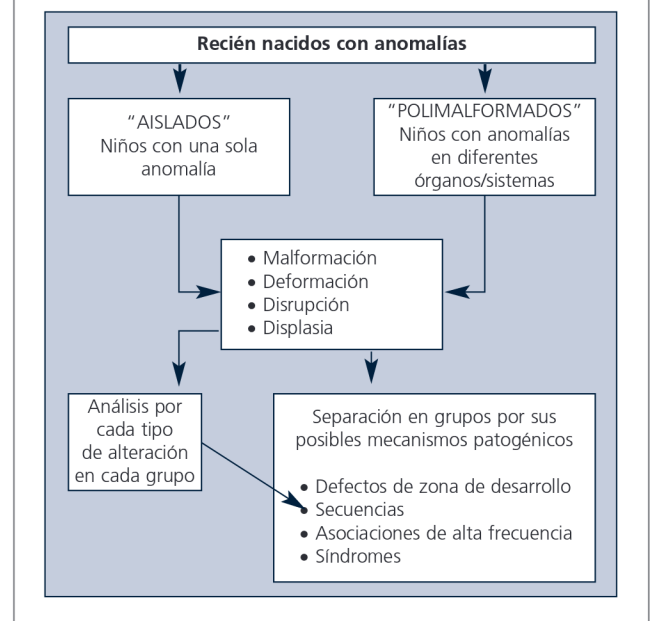 Recién nacidos con anomalías
“AISLADOS”
Niños con una sola
anomalía
“POLIMALFORMADOS”
Niños con anomalías
en diferentes
órganos/sistemas
• Malformación
• Deformación
• Disrupción
• Displasia
Análisis por
cada tipo
de alteración
en cada grupo
Separación en grupos por sus
posibles mecanismos patogénicos
• Defectos de zona de desarrollo
• Secuencias
• Asociaciones de alta frecuencia
• Síndromes